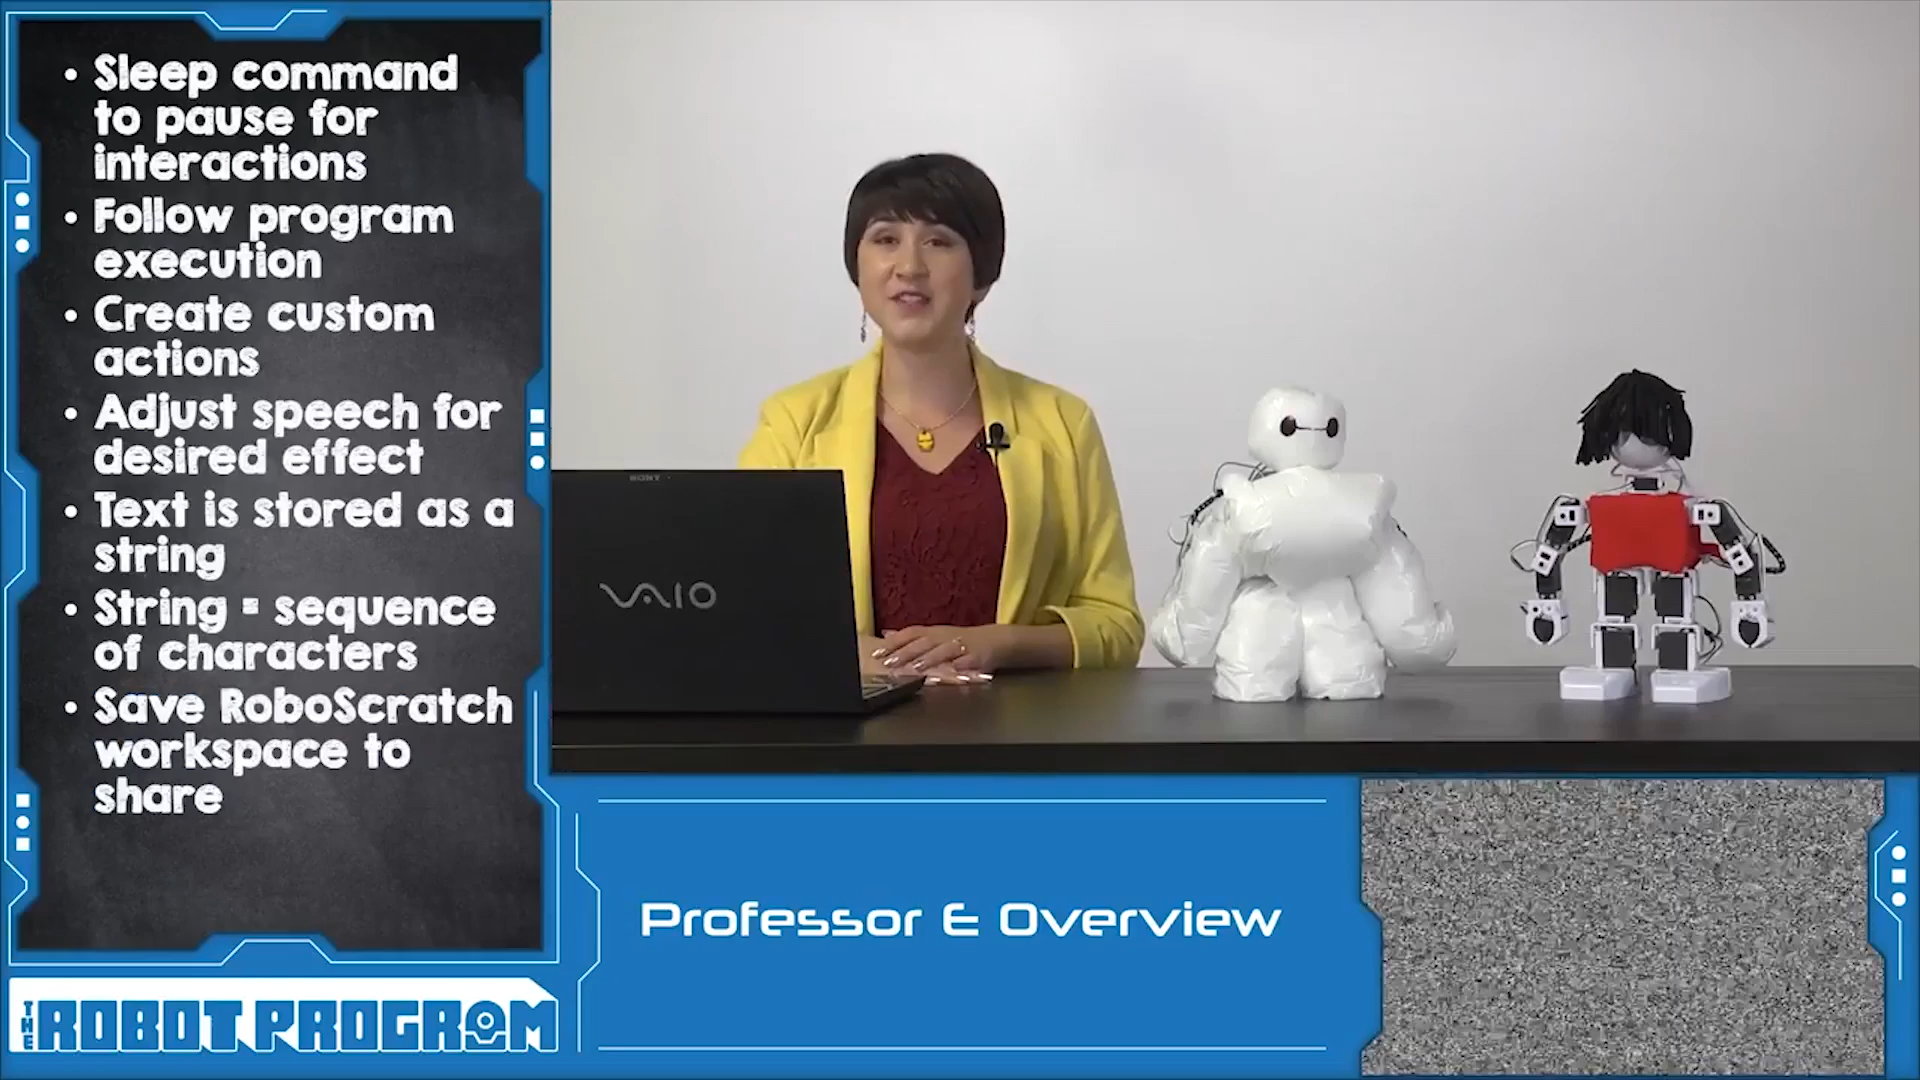 • Sleep command
to pause for
interactions
• Follow program
execution
• Create custom
actions
• Adjust speech for
desired effect
• Text is stored as a
string
• String = sequence
of characters
• Save RoboScratch
workspace to
share
SONY
VAIO
Professor E Overview
THE ROBOT PROGRAM